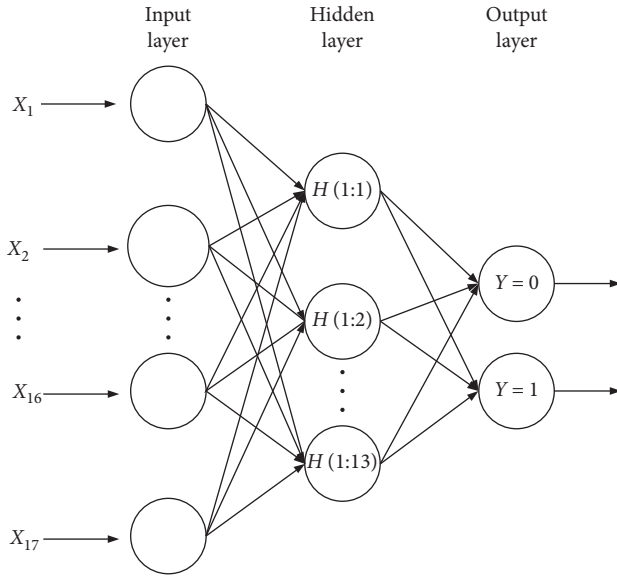 Input
layer
Hidden
layer
Output
layer
X1
X2
X16
X17
H (1:1)
H (1:2)
H (1:13)
Y = 0
Y = 1